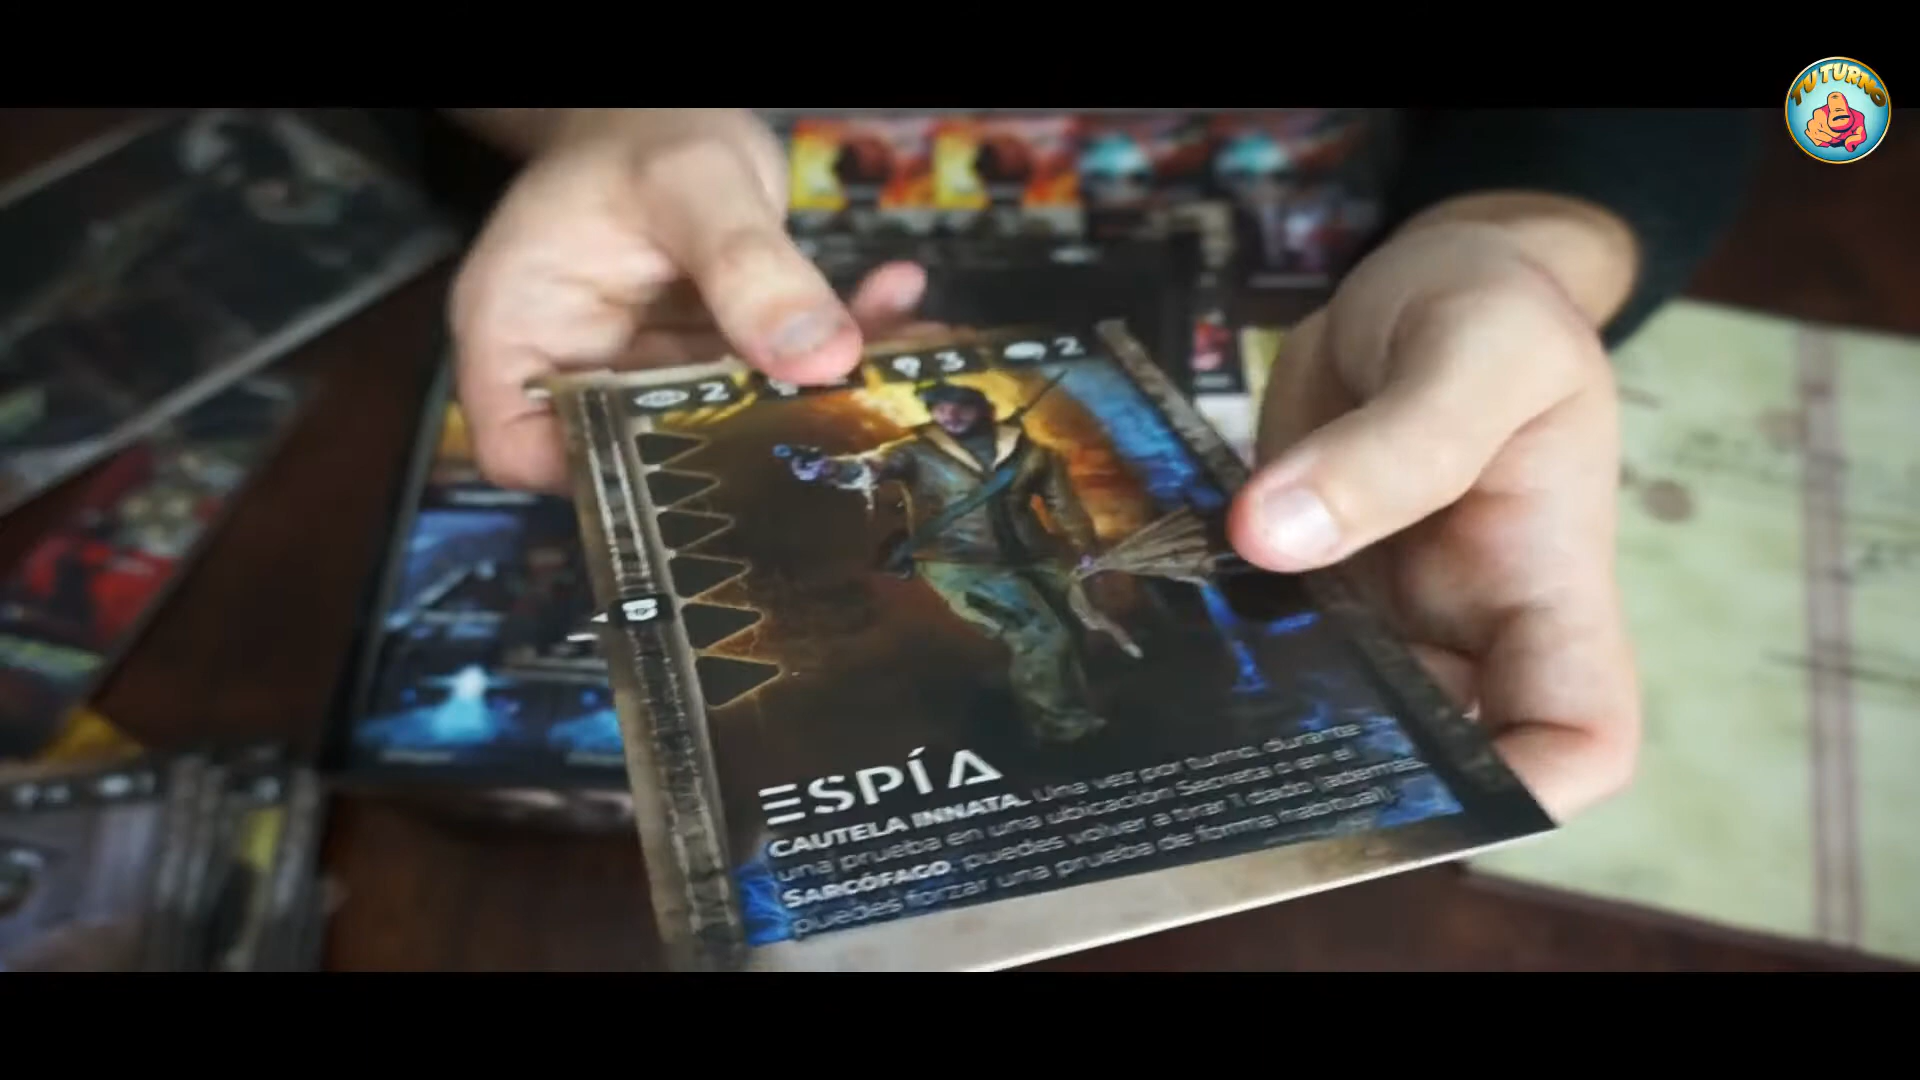 TU TURNO
2 3 2
ESPÍA
CAUTELA INNATA. Una vez por turno, durante
una prueba en una ubicación Secreta o en el
SARCÓFAGO, puedes volver a tirar 1 dado (además,
puedes forzar una prueba de forma habitual).